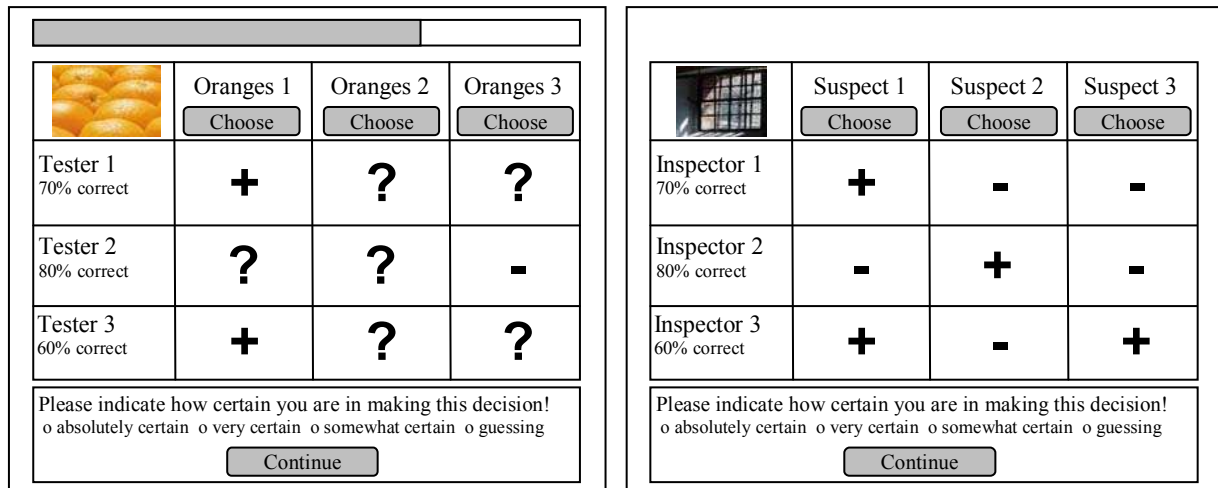 Oranges 1 Oranges 2 Oranges 3
Choose Choose Choose
Tester 1
70% correct
+ ? ?
Tester 2
80% correct
? ? -
Tester 3
60% correct
+ ? ?
Please indicate how certain you are in making this decision!
o absolutely certain o very certain o somewhat certain o guessing
Continue
Suspect 1 Suspect 2 Suspect 3
Choose Choose Choose
Inspector 1
70% correct
+ - -
Inspector 2
80% correct
- + -
Inspector 3
60% correct
+ - +
Please indicate how certain you are in making this decision!
o absolutely certain o very certain o somewhat certain o guessing
Continue